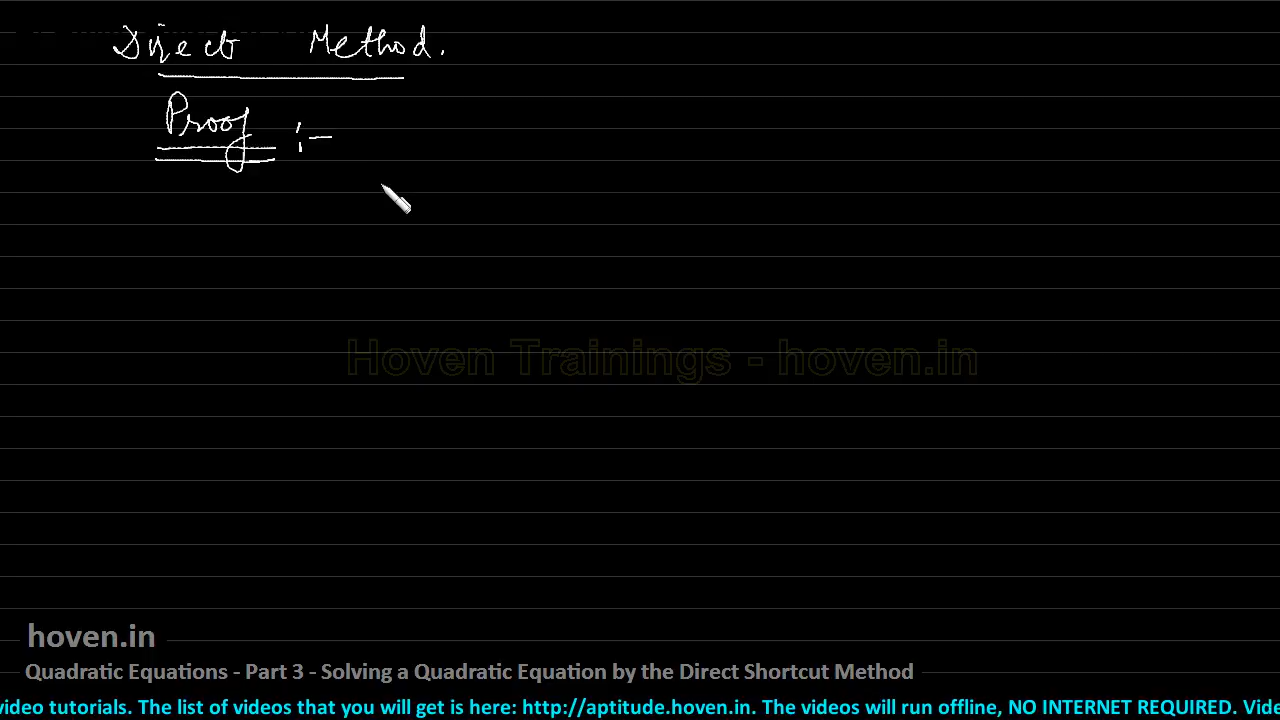 Direct Method.
Proof :-
Hoven Trainings - hoven.in
hoven.in
Quadratic Equations - Part 3 - Solving a Quadratic Equation by the Direct Shortcut Method
video tutorials. The list of videos that you will get is here: http://aptitude.hoven.in. The videos will run offline, NO INTERNET REQUIRED. Vide